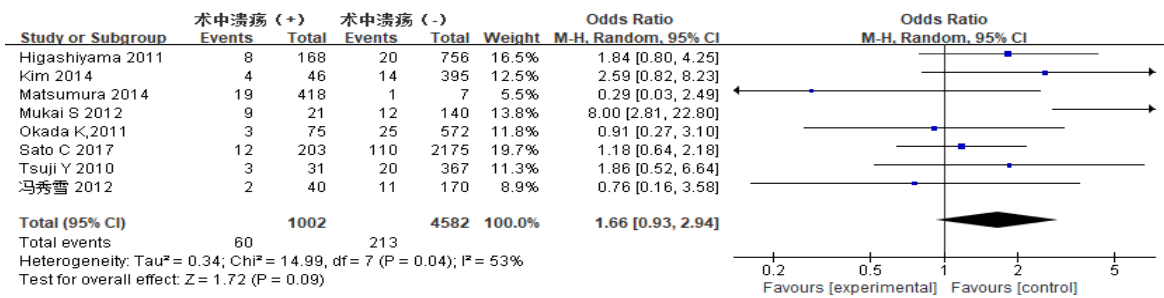 术中溃疡（+） 术中溃疡（-） Odds Ratio Odds Ratio
Study or Subgroup Events Total Events Total Weight M-H, Random, 95% CI M-H, Random, 95% CI
Higashiyama 2011 8 168 20 756 16.5% 1.84 [0.80, 4.25]
Kim 2014 4 46 14 395 12.5% 2.59 [0.82, 8.23]
Matsumura 2014 19 418 1 7 5.5% 0.29 [0.03, 2.49]
Mukai S 2012 9 21 12 140 13.8% 8.00 [2.81, 22.80]
Okada K,2011 3 75 25 572 11.8% 0.91 [0.27, 3.10]
Sato C 2017 12 203 110 2175 19.7% 1.18 [0.64, 2.18]
Tsuji Y 2010 3 31 20 367 11.3% 1.86 [0.52, 6.64]
冯秀雪 2012 2 40 11 170 8.9% 0.76 [0.16, 3.58]
Total (95% CI) 1002 4582 100.0% 1.66 [0.93, 2.94]
Total events 60 213
Heterogeneity: Tau² = 0.34; Chi² = 14.99, df = 7 (P = 0.04); I² = 53%
Test for overall effect: Z = 1.72 (P = 0.09)
0.2 0.5 1 2 5
Favours [experimental] Favours [control]